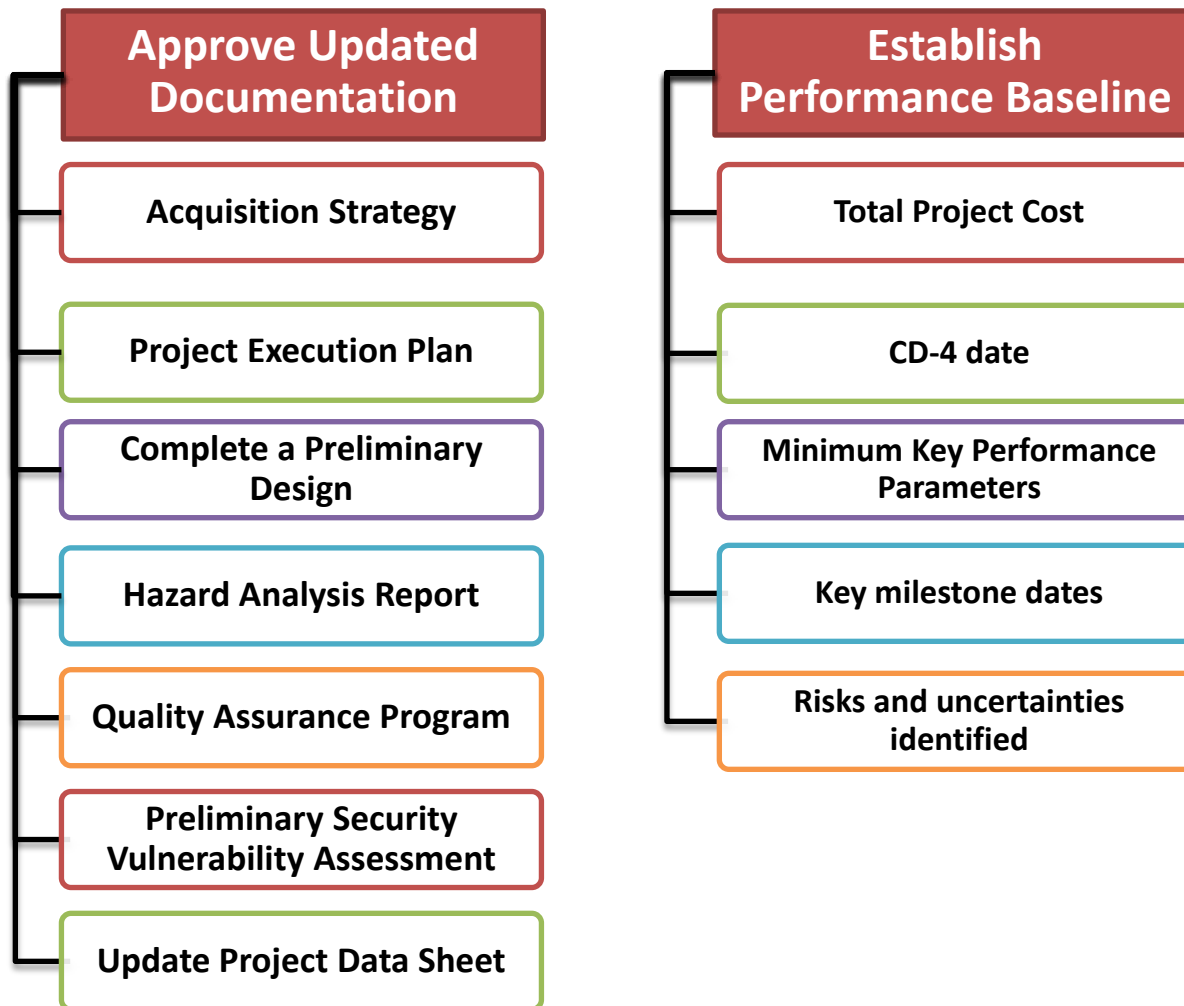 Approve Updated
Documentation
Acquisition Strategy
Project Execution Plan
Complete a Preliminary
Design
Hazard Analysis Report
Quality Assurance Program
Preliminary Security
Vulnerability Assessment
Update Project Data Sheet
Establish
Performance Baseline
Total Project Cost
CD-4 date
Minimum Key Performance
Parameters
Key milestone dates
Risks and uncertainties
identified